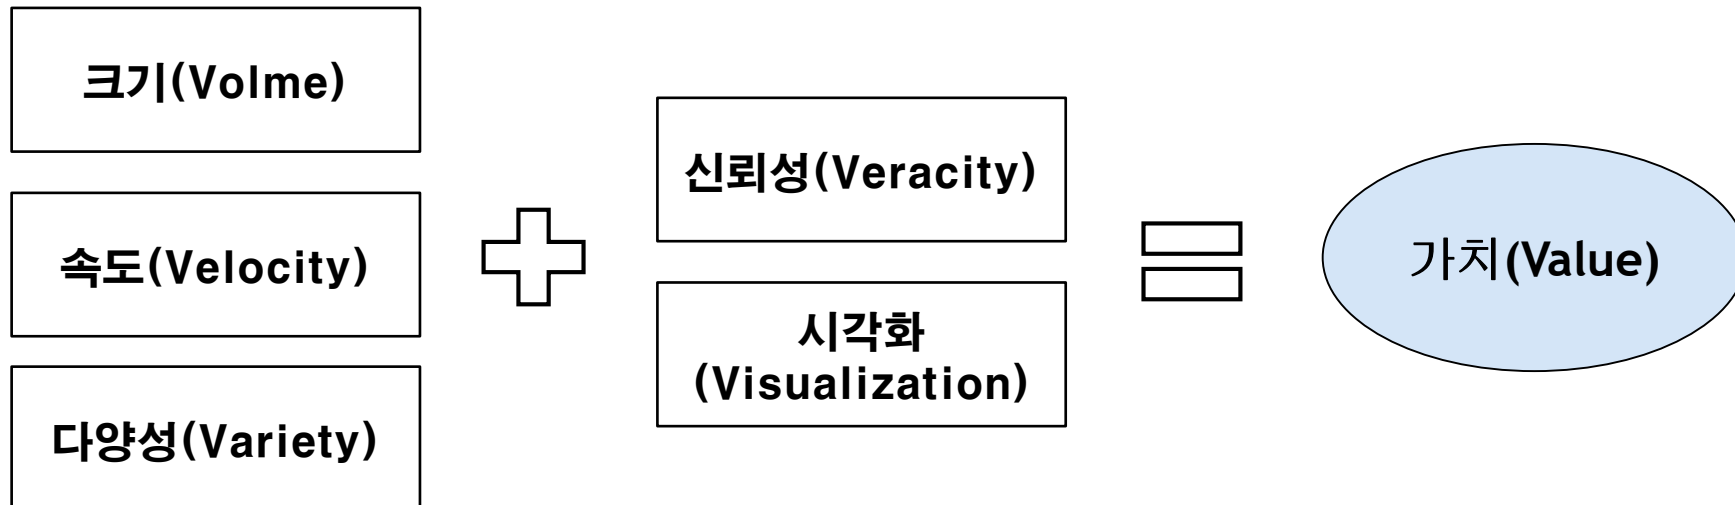 크기(Volme)
속도(Velocity)
다양성(Variety)
신뢰성(Veracity)
시각화
(Visualization)
가치(Value)